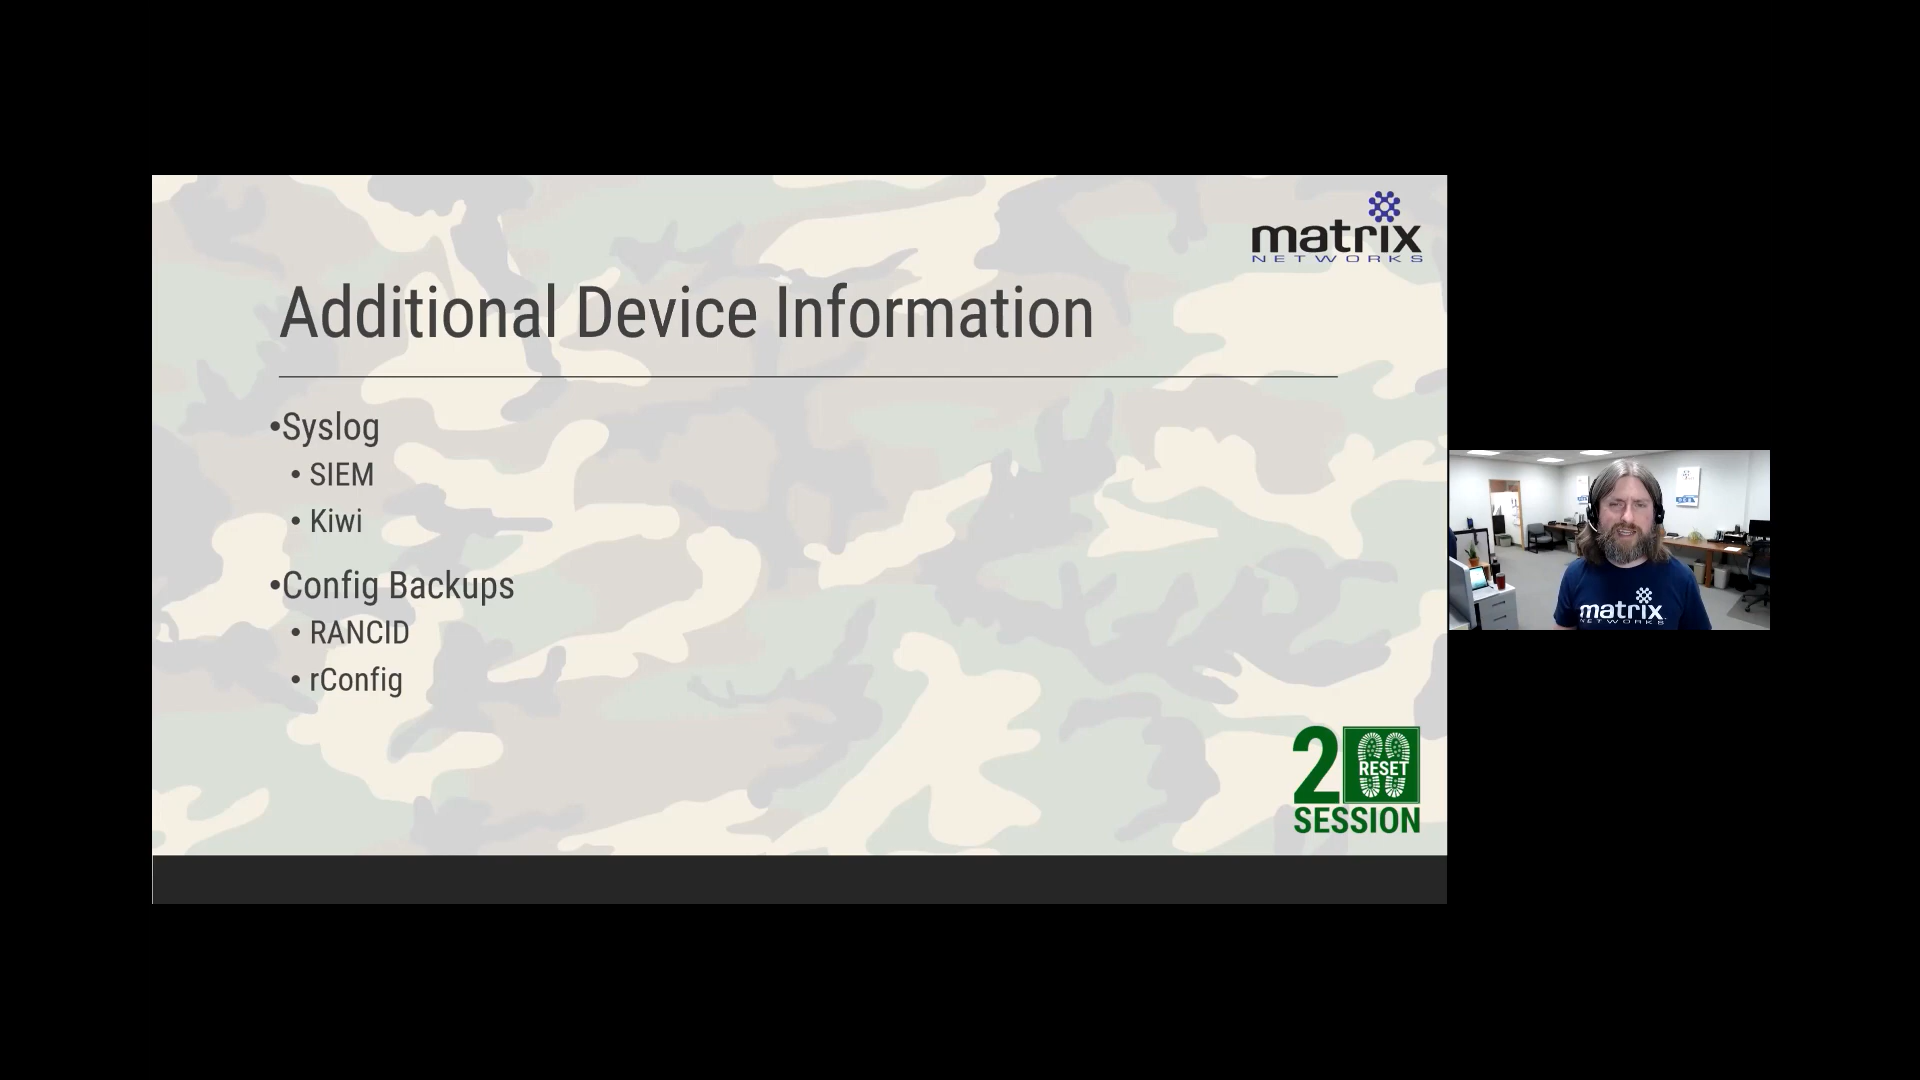 matrix
NETWORKS
Additional Device Information
•Syslog
• SIEM
• Kiwi
•Config Backups
• RANCID
• rConfig
2
RESET
SESSION
matrix
NETWORKS